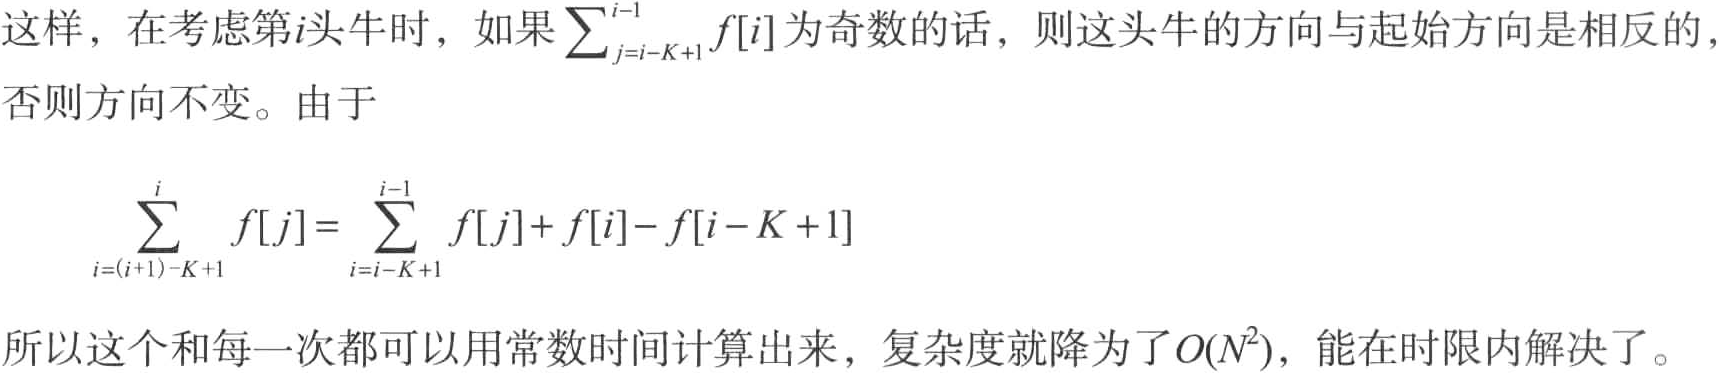 这样，在考虑第i头牛时，如果 $\sum_{j=i-K+1}^{i-1} f[i]$ 为奇数的话，则这头牛的方向与起始方向是相反的，
否则方向不变。由于
$\sum_{i=(i+1)-K+1}^{i} f[j] = \sum_{i=i-K+1}^{i-1} f[j] + f[i] - f[i-K+1]$
所以这个和每一次都可以用常数时间计算出来，复杂度就降为了$O(N^2)$，能在时限内解决了。